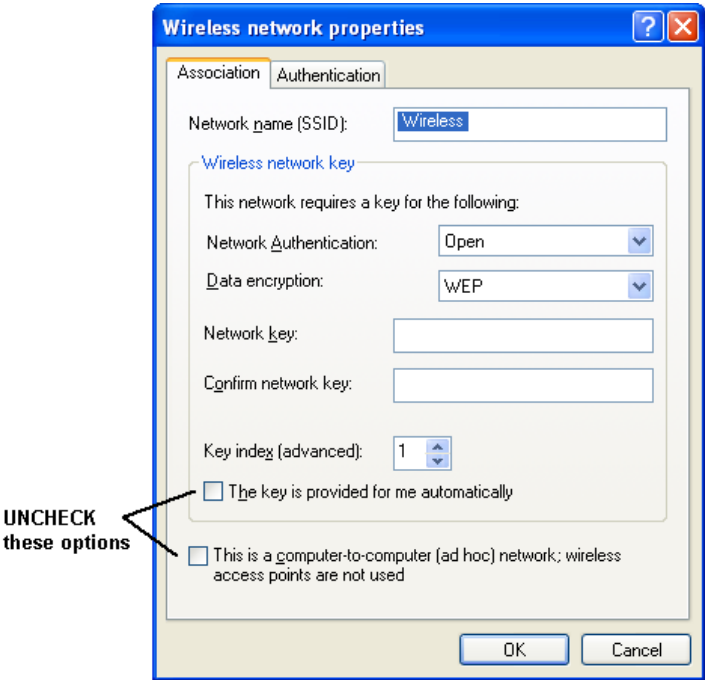 Wireless network properties
Association Authentication
Network name (SSID): Wireless
Wireless network key
This network requires a key for the following:
Network Authentication: Open
Data encryption: WEP
Network key:
Confirm network key:
Key index (advanced): 1
The key is provided for me automatically
UNCHECK
these options
This is a computer-to-computer (ad hoc) network; wireless
access points are not used
OK Cancel